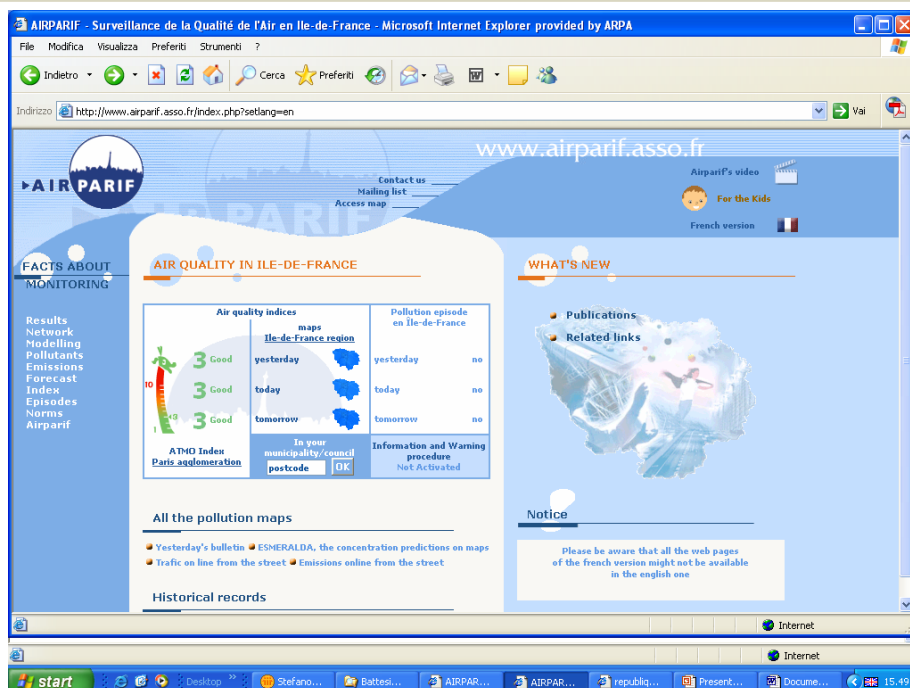 AIRPARIF - Surveillance de la Qualité de l'Air en Ile-de-France - Microsoft Internet Explorer provided by ARPA
File Modifica Visualizza Preferiti Strumenti ?
Indietro Cerca Preferiti
Indirizzo http://www.airparif.asso.fr/index.php?setlang=en Vai
www.airparif.asso.fr
AIRPARIF
AIR PARIF
Contact us
Mailing list
Access map
Airparif's video
For the Kids
French version
FACTS ABOUT
MONITORING
Results
Network
Modelling
Pollutants
Emissions
Forecast
Index
Episodes
Norms
Airparif
AIR QUALITY IN ILE-DE-FRANCE
Air quality indices
maps
Ile-de-France region
Pollution episode
en Île-de-France
3 Good yesterday yesterday no
10
3 Good today today no
3 Good tomorrow tomorrow no
ATMO Index
Paris agglomeration
In your
municipality/council
postcode OK
Information and Warning
procedure
Not Activated
All the pollution maps
Yesterday's bulletin ESMERALDA, the concentration predictions on maps
Trafic on line from the street Emissions online from the street
Historical records
WHAT'S NEW
Publications
Related links
Notice
Please be aware that all the web pages
of the french version might not be available
in the english one
Internet
Internet
start Desktop Stefano... Battesi... AIRPAR... AIRPAR... republiq... Present... Docume... 15.49